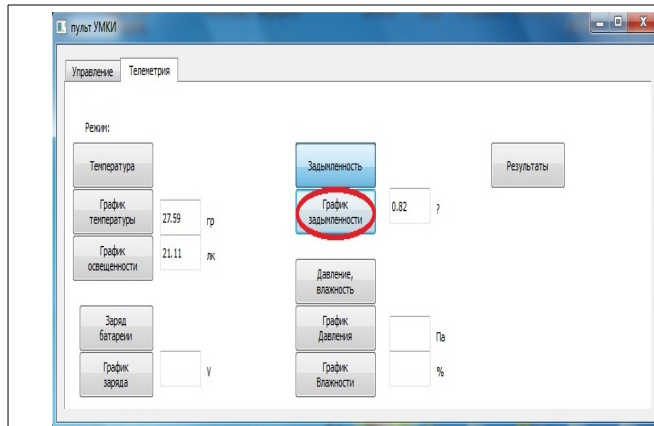 пульт УМКИ
Управление Телеметрия
Режим:
Температура
Задымленность
Результаты
График
температуры
27.59 гр
График
задымленности
0.82 ?
График
освещенности
21.11 лк
Давление,
влажность
Заряд
батареи
График
Давления
Па
График
заряда
V
График
Влажности
%